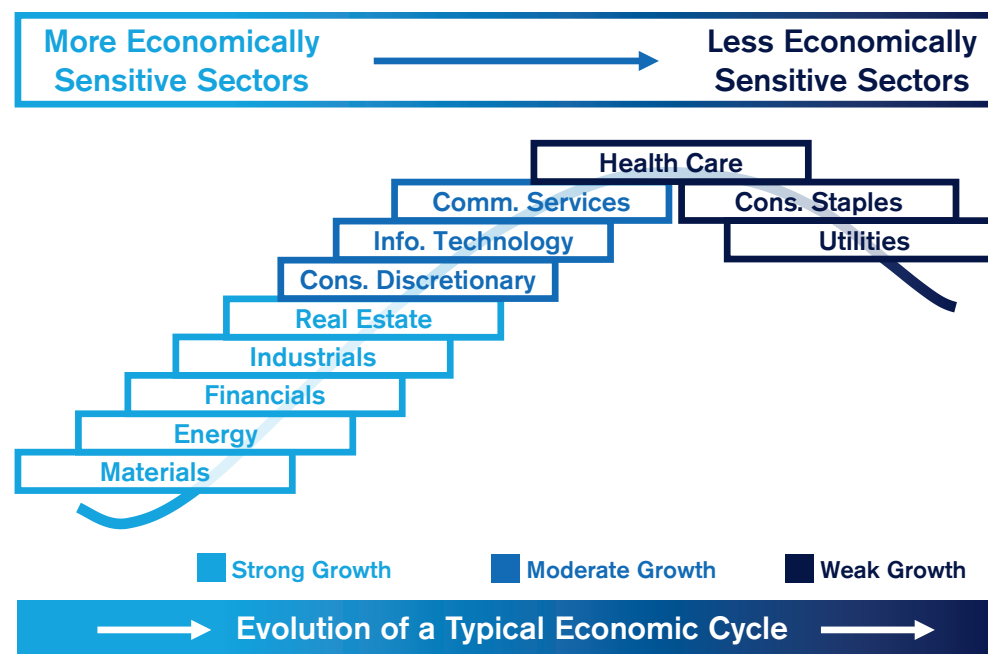 More Economically
Sensitive Sectors
Less Economically
Sensitive Sectors
Health Care
Comm. Services
Cons. Staples
Info. Technology
Utilities
Cons. Discretionary
Real Estate
Industrials
Financials
Energy
Materials
Strong Growth
Moderate Growth
Weak Growth
Evolution of a Typical Economic Cycle